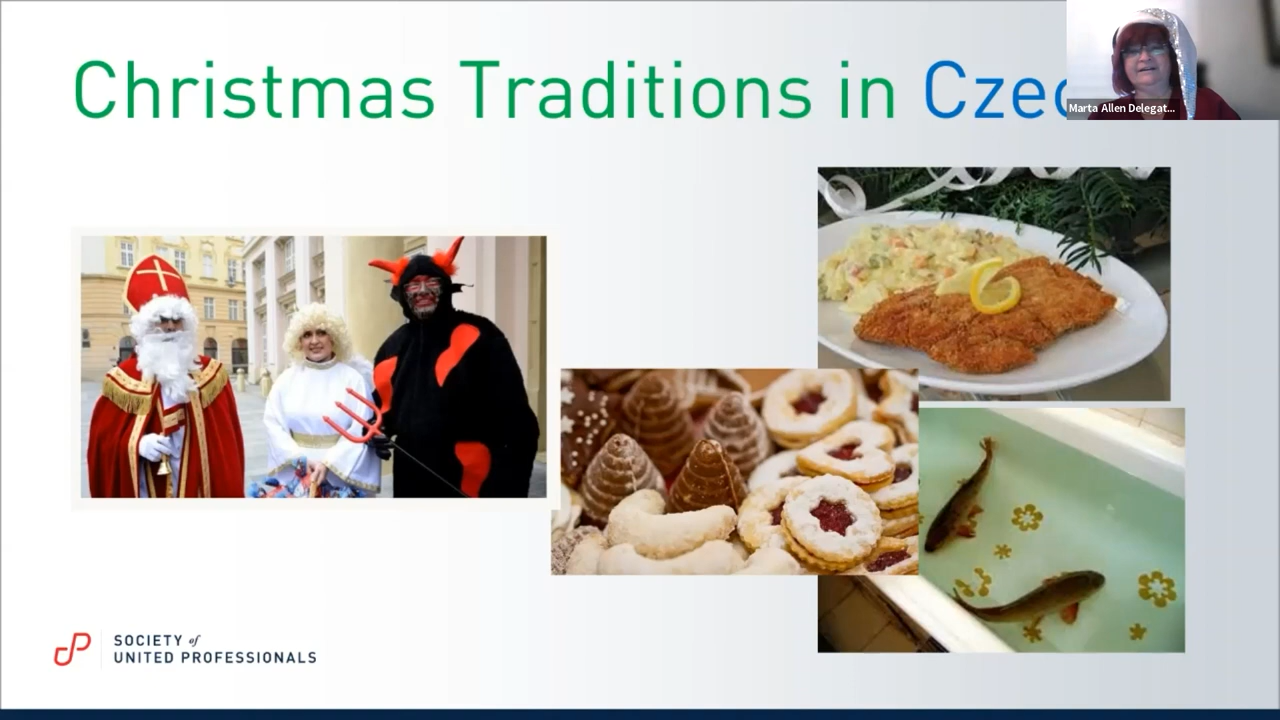 Christmas Traditions in Czec
Marta Allen Delegat...
SOCIETY of
UNITED PROFESSIONALS